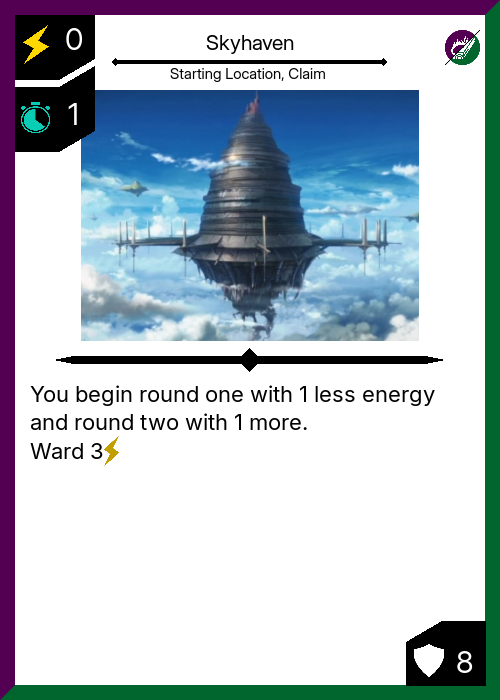 0
Skyhaven
Starting Location, Claim
1
You begin round one with 1 less energy
and round two with 1 more.
Ward 3
8